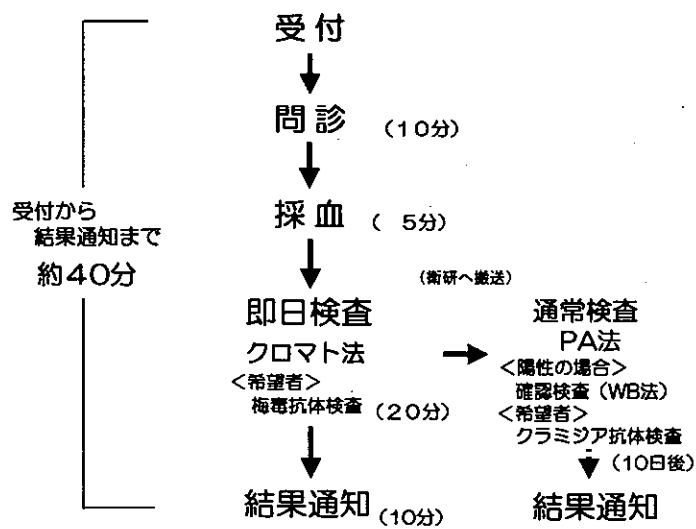 受付
問診 （10分）
採血 （ 5分）
受付から
結果通知まで
約40分
（衛研へ搬送）
即日検査
クロマト法
＜希望者＞
梅毒抗体検査 （20分）
結果通知 （10分）
通常検査
PA法
＜陽性の場合＞
確認検査（WB法）
＜希望者＞
クラミジア抗体検査
（10日後）
結果通知